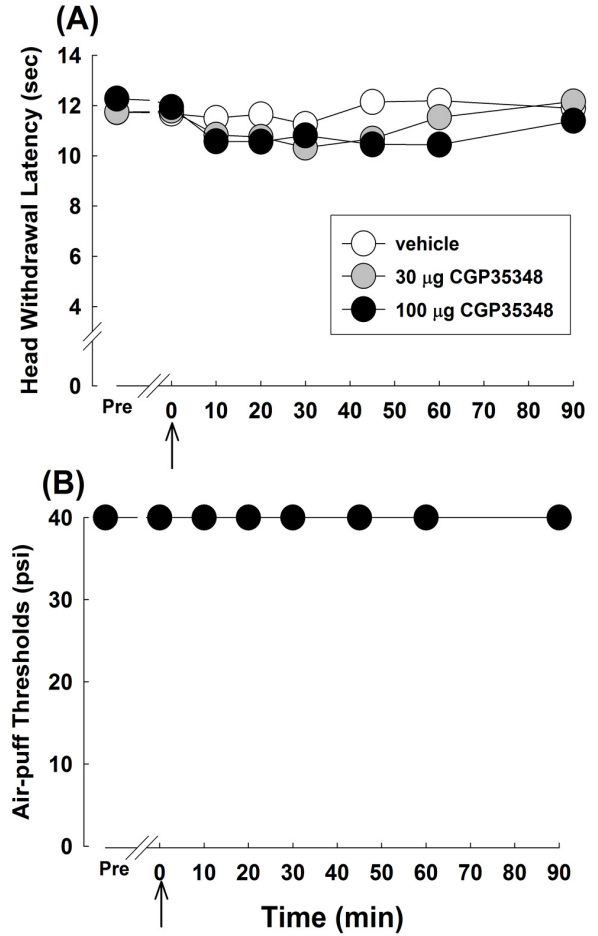 (A)
Head Withdrawal Latency (sec)
14
12
10
8
6
4
0
vehicle
30 μg CGP35348
100 μg CGP35348
Pre 0 10 20 30 40 50 60 70 80 90
(B)
Air-puff Thresholds (psi)
40
30
20
10
0
Pre 0 10 20 30 40 50 60 70 80 90
Time (min)